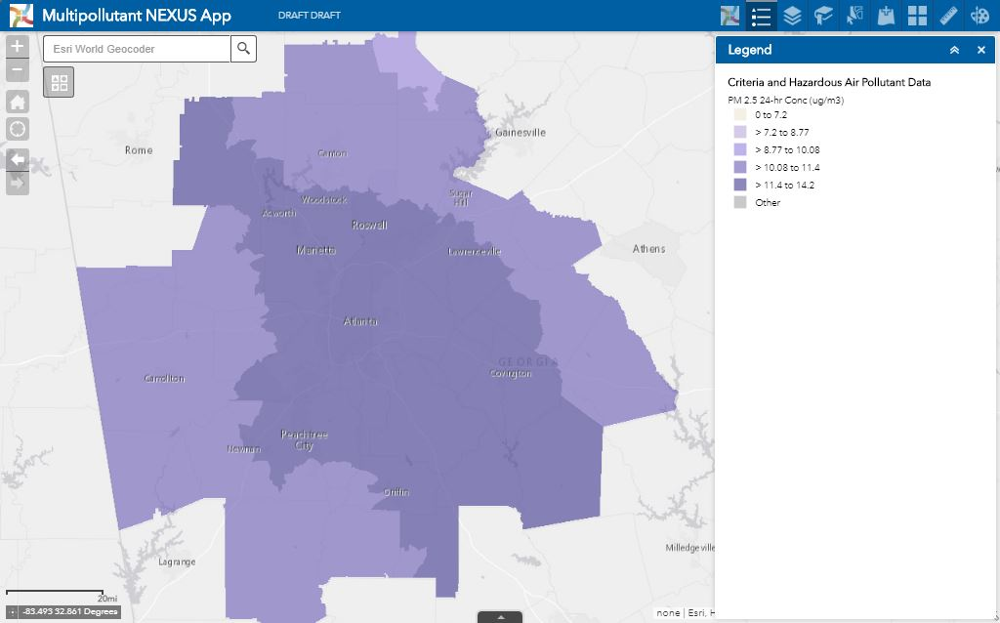 Multipollutant NEXUS App
DRAFT DRAFT
Esri World Geocoder
Legend
Criteria and Hazardous Air Pollutant Data
PM 2.5 24-hr Conc (ug/m3)
0 to 7.2
> 7.2 to 8.77
> 8.77 to 10.08
> 10.08 to 11.4
> 11.4 to 14.2
Other
Gainesville
Rome
Canton
Sugar
Hill
Woodstock
Acworth
Roswell
Marietta
Lawrenceville
Athens
Atlanta
GEORGIA
Covington
Carrollton
Peachtree
City
Newnan
Griffin
Lagrange
Milledgeville
20mi
-83.493 32.861 Degrees
none | Esri, H